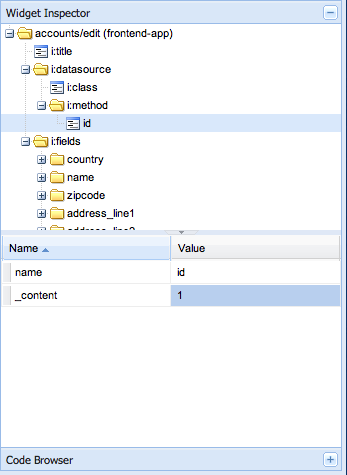 Widget Inspector
accounts/edit (frontend-app)
i:title
i:datasource
i:class
i:method
id
i:fields
country
name
zipcode
address_line1
address_line2
Name Value
name id
_content 1
Code Browser